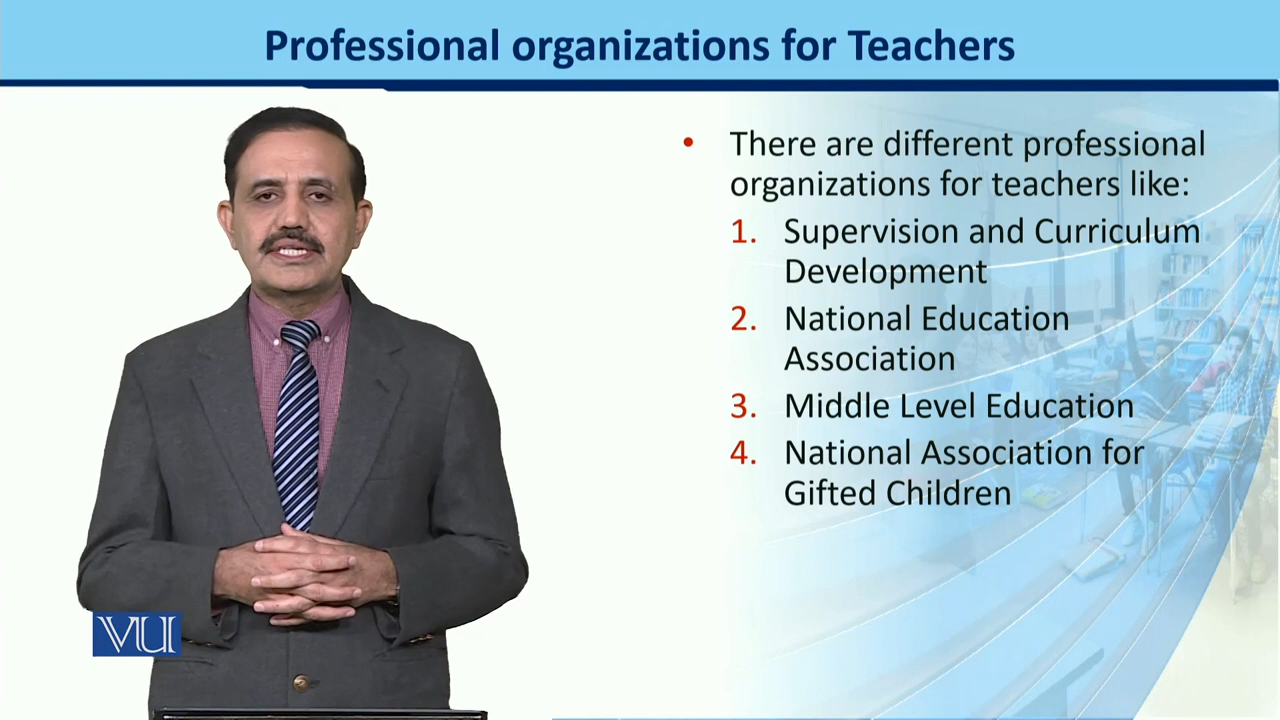 Professional organizations for Teachers
• There are different professional
organizations for teachers like:
1. Supervision and Curriculum
Development
2. National Education
Association
3. Middle Level Education
4. National Association for
Gifted Children
VU